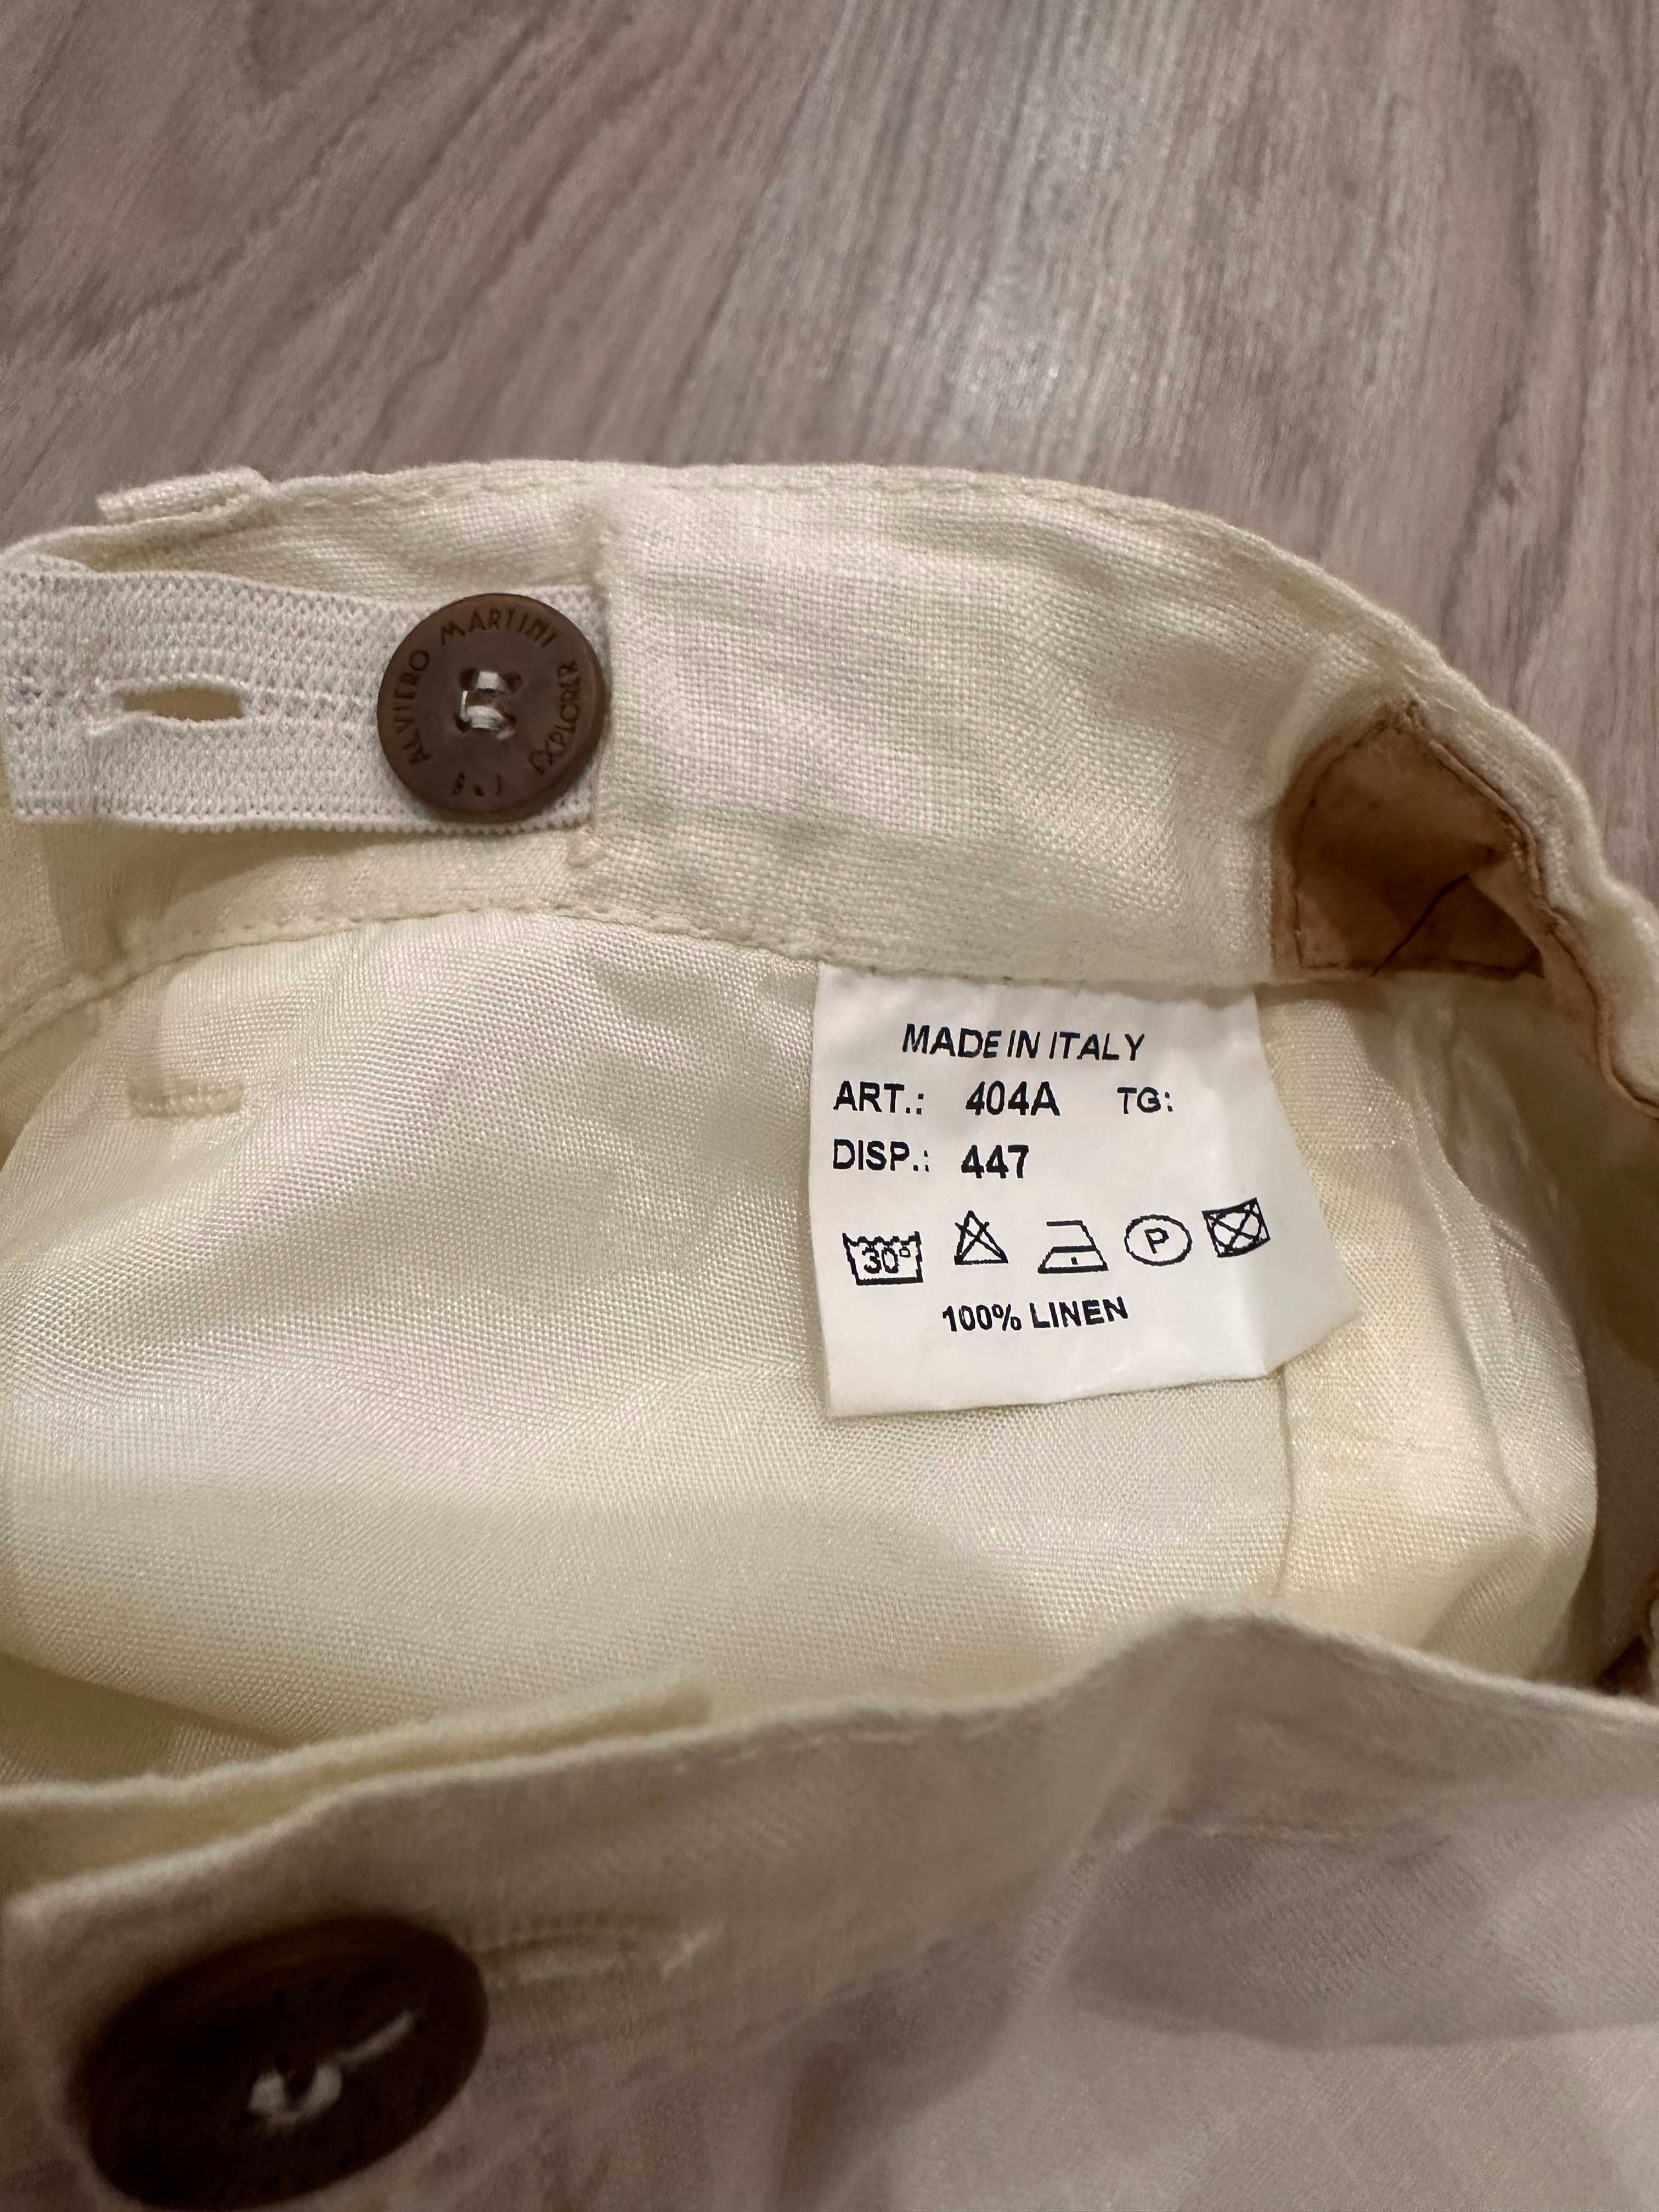 ALVIERO MARTINI EXPLORER
MADE IN ITALY
ART.: 404A TG:
DISP.: 447
30° P
100% LINEN